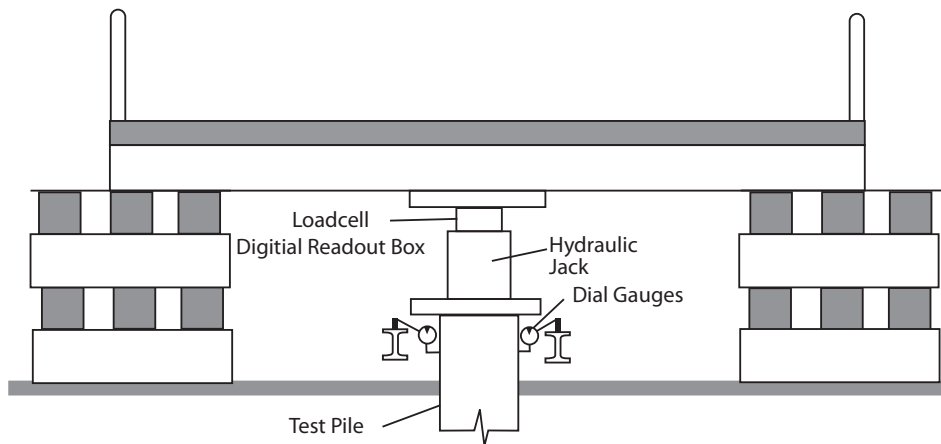 Loadcell
Digitial Readout Box
Hydraulic
Jack
Dial Gauges
Test Pile